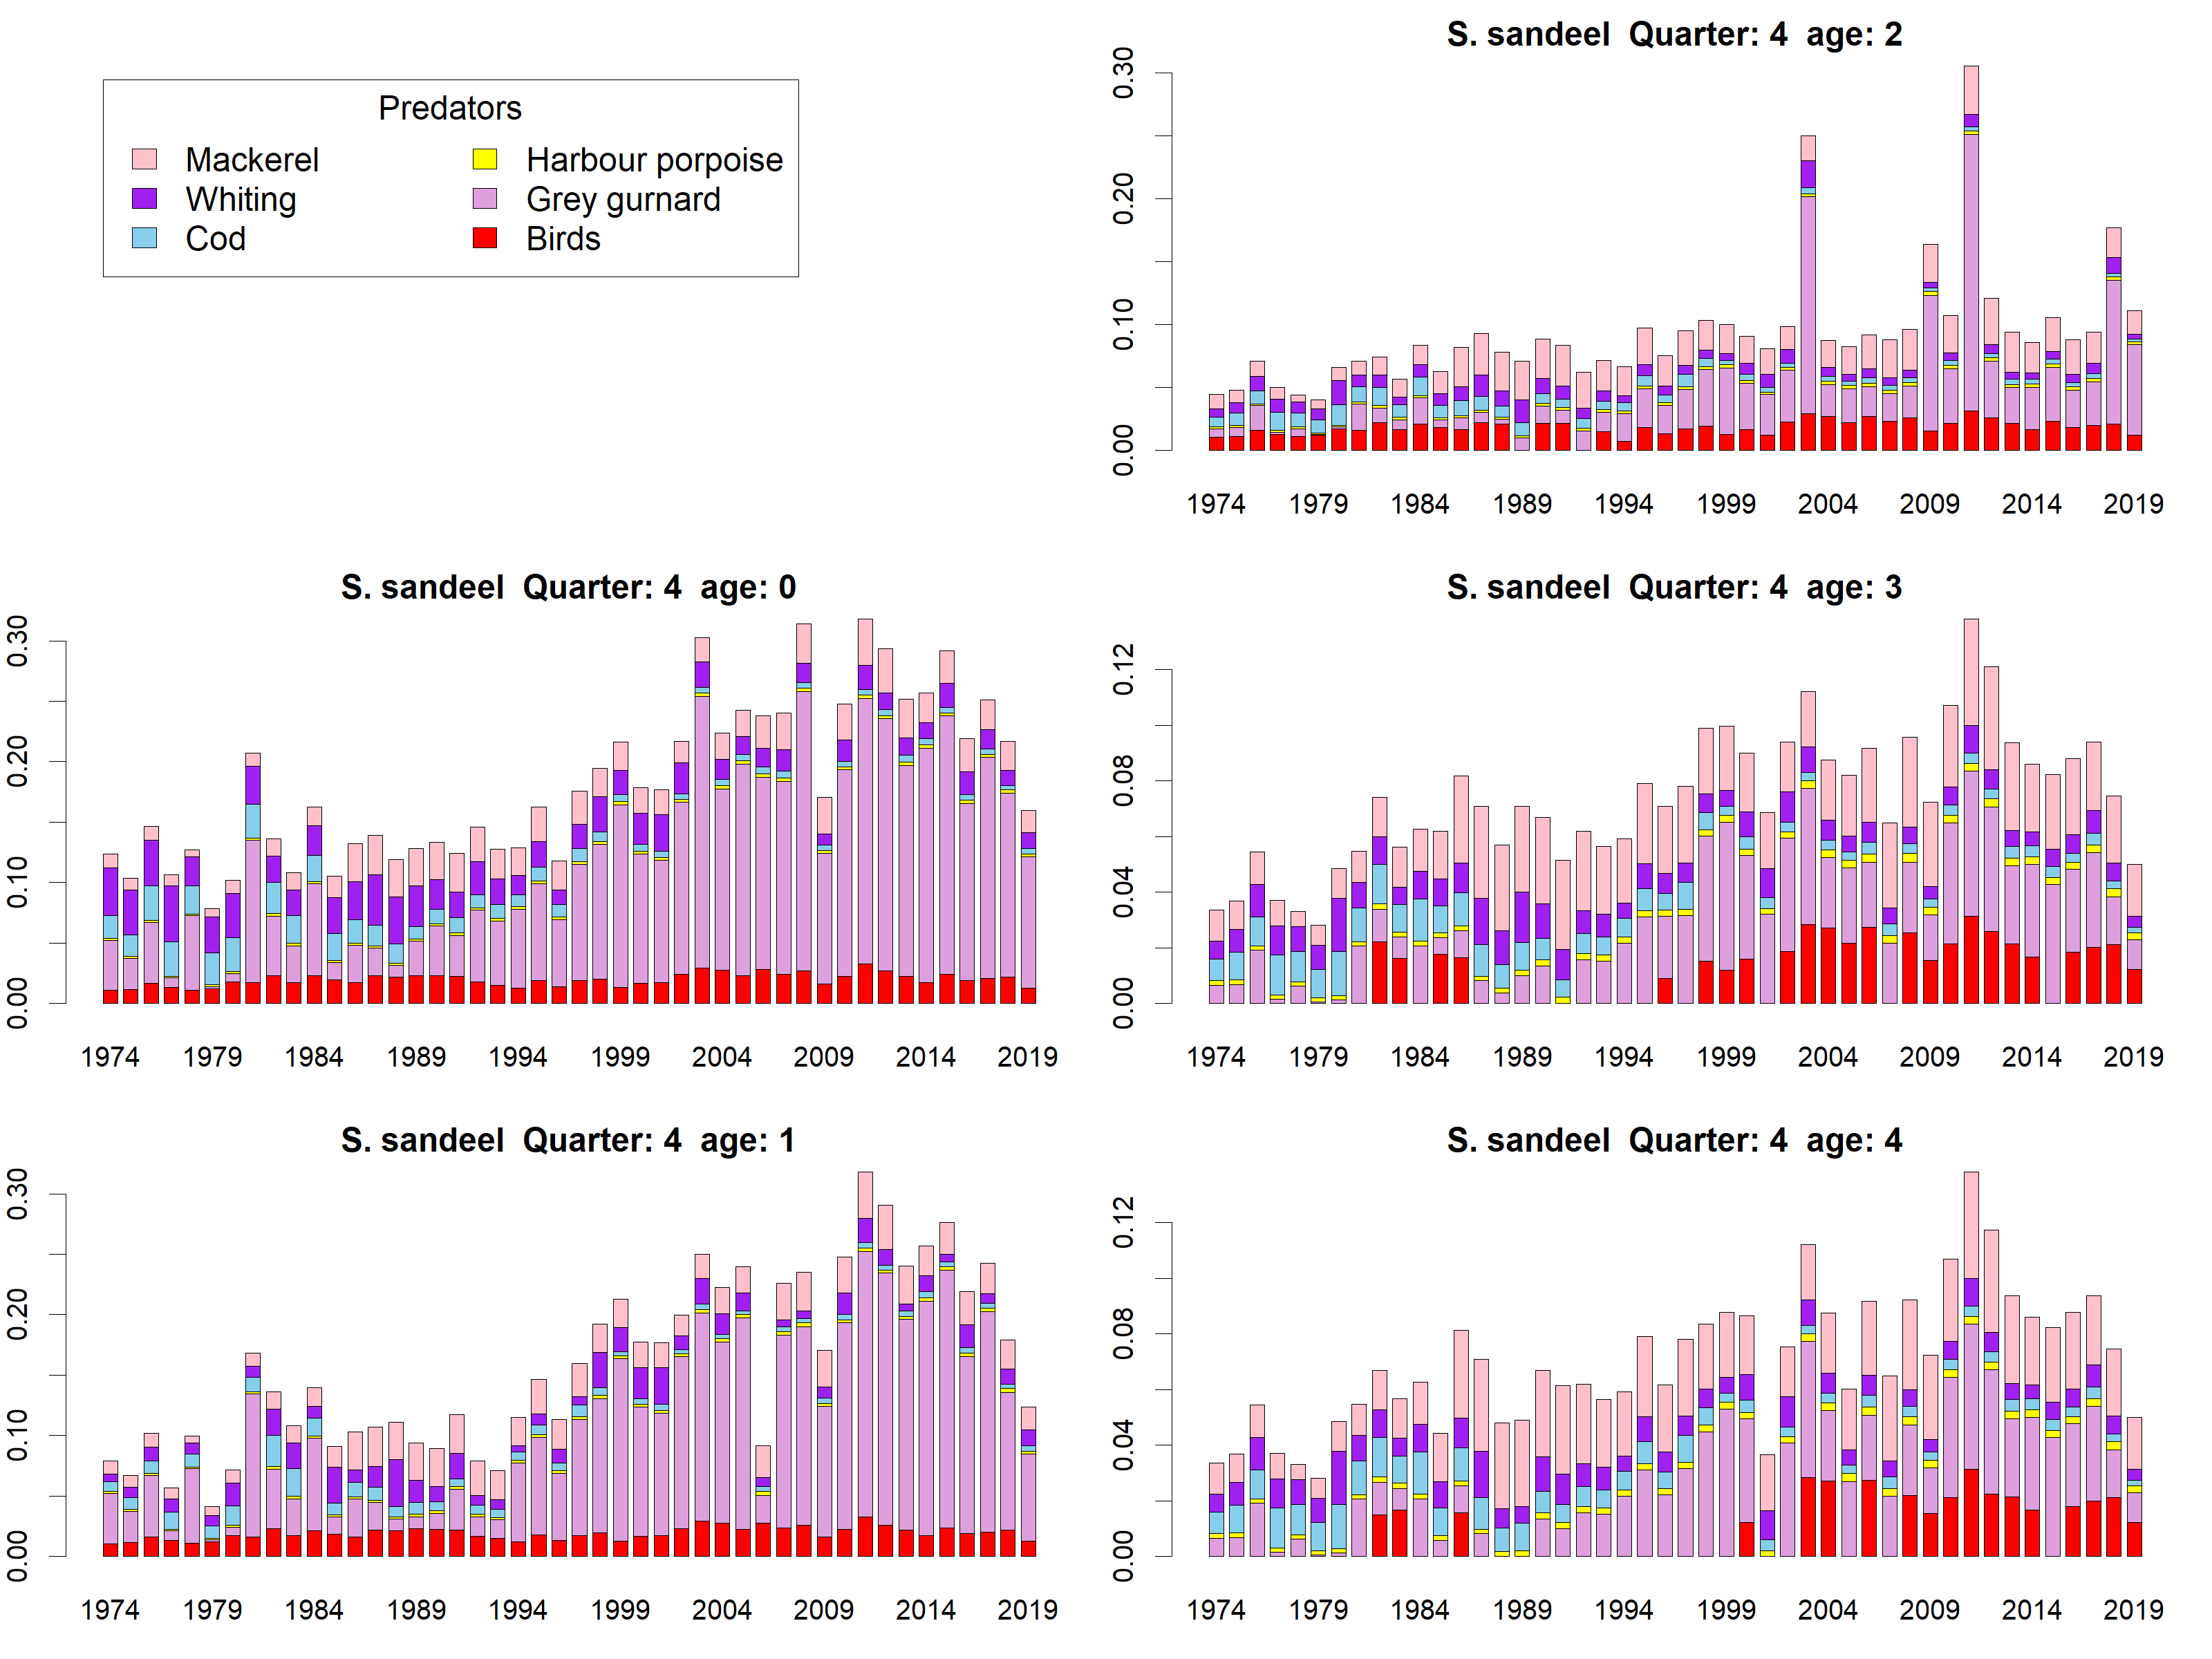 Predators
Mackerel Harbour porpoise
Whiting Grey gurnard
Cod Birds
S. sandeel Quarter: 4 age: 2
0.30
0.20
0.10
0.00
1974 1979 1984 1989 1994 1999 2004 2009 2014 2019
S. sandeel Quarter: 4 age: 0
0.30
0.20
0.10
0.00
1974 1979 1984 1989 1994 1999 2004 2009 2014 2019
S. sandeel Quarter: 4 age: 3
0.12
0.08
0.04
0.00
1974 1979 1984 1989 1994 1999 2004 2009 2014 2019
S. sandeel Quarter: 4 age: 1
0.30
0.20
0.10
0.00
1974 1979 1984 1989 1994 1999 2004 2009 2014 2019
S. sandeel Quarter: 4 age: 4
0.12
0.08
0.04
0.00
1974 1979 1984 1989 1994 1999 2004 2009 2014 2019